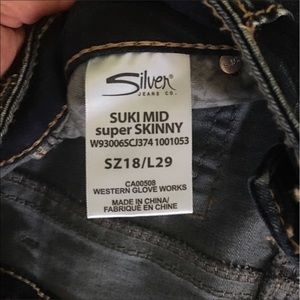 Silver
JEANS CO.
SUKI MID
super SKINNY
W93065SCJ374 1001053
SZ18/L29
CA00508
WESTERN GLOVE WORKS
MADE IN CHINA/
FABRIQUÉ EN CHINE